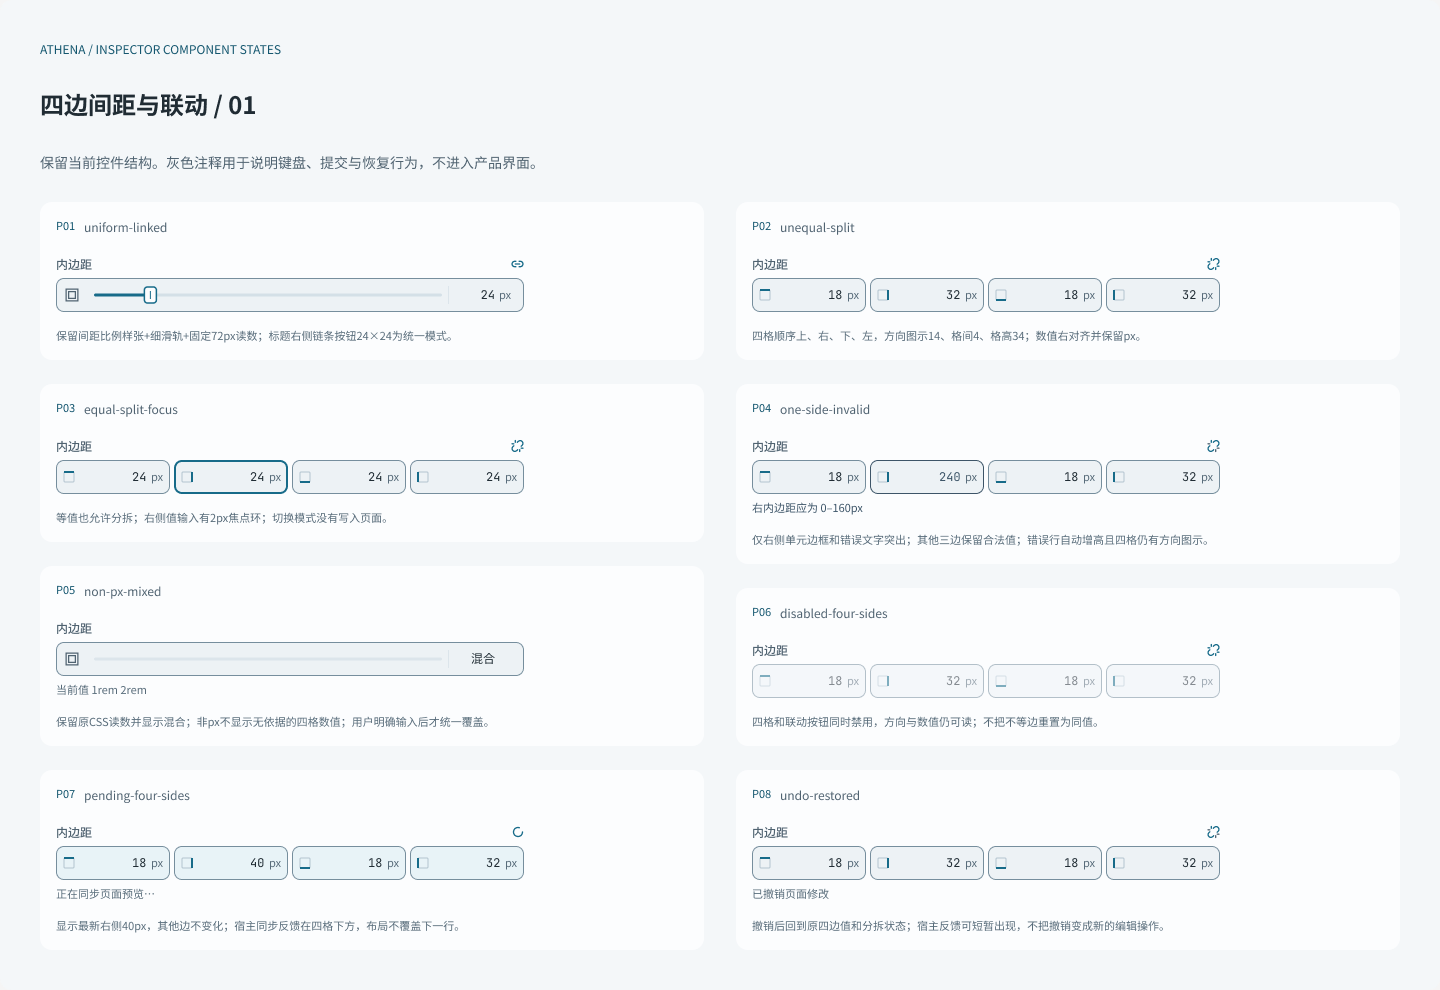 ATHENA / INSPECTOR COMPONENT STATES
四边间距与联动 / 01
保留当前控件结构。灰色注释用于说明键盘、提交与恢复行为，不进入产品界面。
P01 uniform-linked
内边距
24 px
保留间距比例样张+细滑轨+固定72px读数；标题右侧链条按钮24×24为统一模式。
P02 unequal-split
内边距
18 px 32 px 18 px 32 px
四格顺序上、右、下、左，方向图示14、格间4、格高34；数值右对齐并保留px。
P03 equal-split-focus
内边距
24 px 24 px 24 px 24 px
等值也允许分拆；右侧值输入有2px焦点环；切换模式没有写入页面。
P04 one-side-invalid
内边距
18 px 240 px 18 px 32 px
右内边距应为 0–160px
仅右侧单元边框和错误文字突出；其他三边保留合法值；错误行自动增高且四格仍有方向图示。
P05 non-px-mixed
内边距
混合
当前值 1rem 2rem
保留原CSS读数并显示混合；非px不显示无依据的四格数值；用户明确输入后才统一覆盖。
P06 disabled-four-sides
内边距
18 px 32 px 18 px 32 px
四格和联动按钮同时禁用，方向与数值仍可读；不把不等边重置为同值。
P07 pending-four-sides
内边距
18 px 40 px 18 px 32 px
正在同步页面预览…
显示最新右侧40px，其他边不变化；宿主同步反馈在四格下方，布局不覆盖下一行。
P08 undo-restored
内边距
18 px 32 px 18 px 32 px
已撤销页面修改
撤销后回到原四边值和分拆状态；宿主反馈可短暂出现，不把撤销变成新的编辑操作。